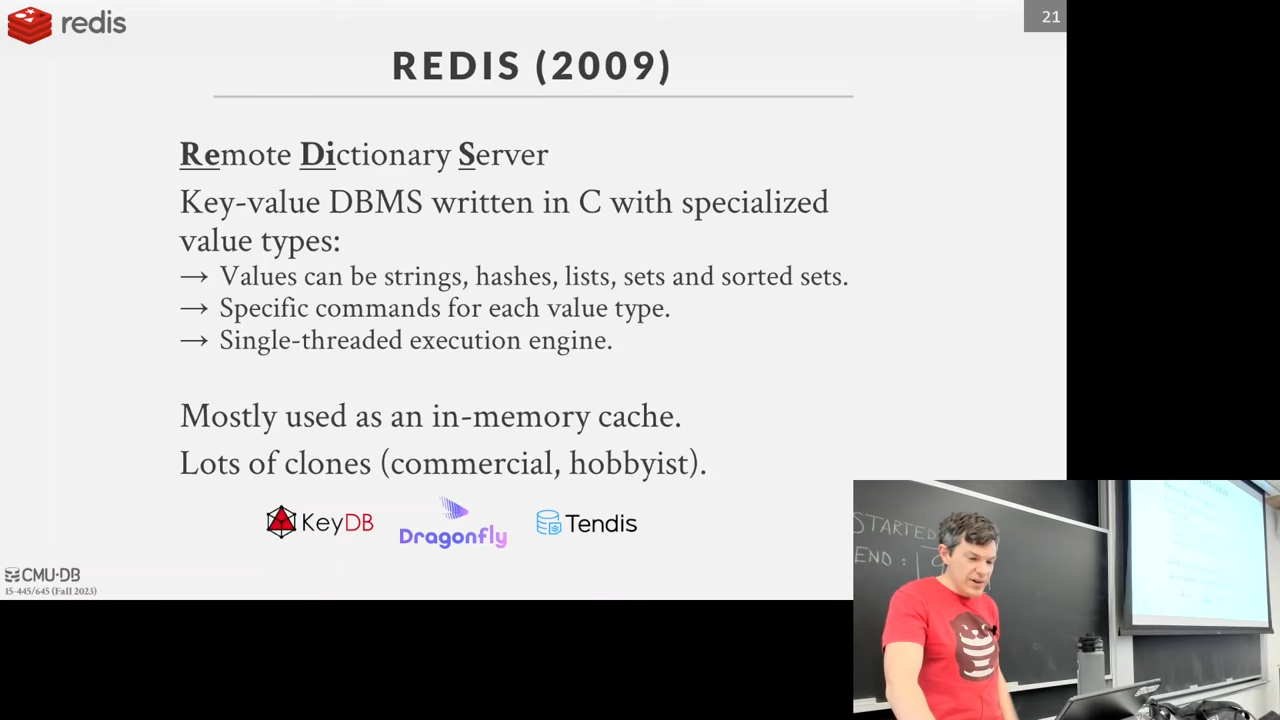 redis
21
REDIS (2009)
Remote Dictionary Server
Key-value DBMS written in C with specialized
value types:
→ Values can be strings, hashes, lists, sets and sorted sets.
→ Specific commands for each value type.
→ Single-threaded execution engine.
Mostly used as an in-memory cache.
Lots of clones (commercial, hobbyist).
KeyDB Dragonfly Tendis
CMU·DB
15-445/645 (Fall 2023)
STARTED
END :